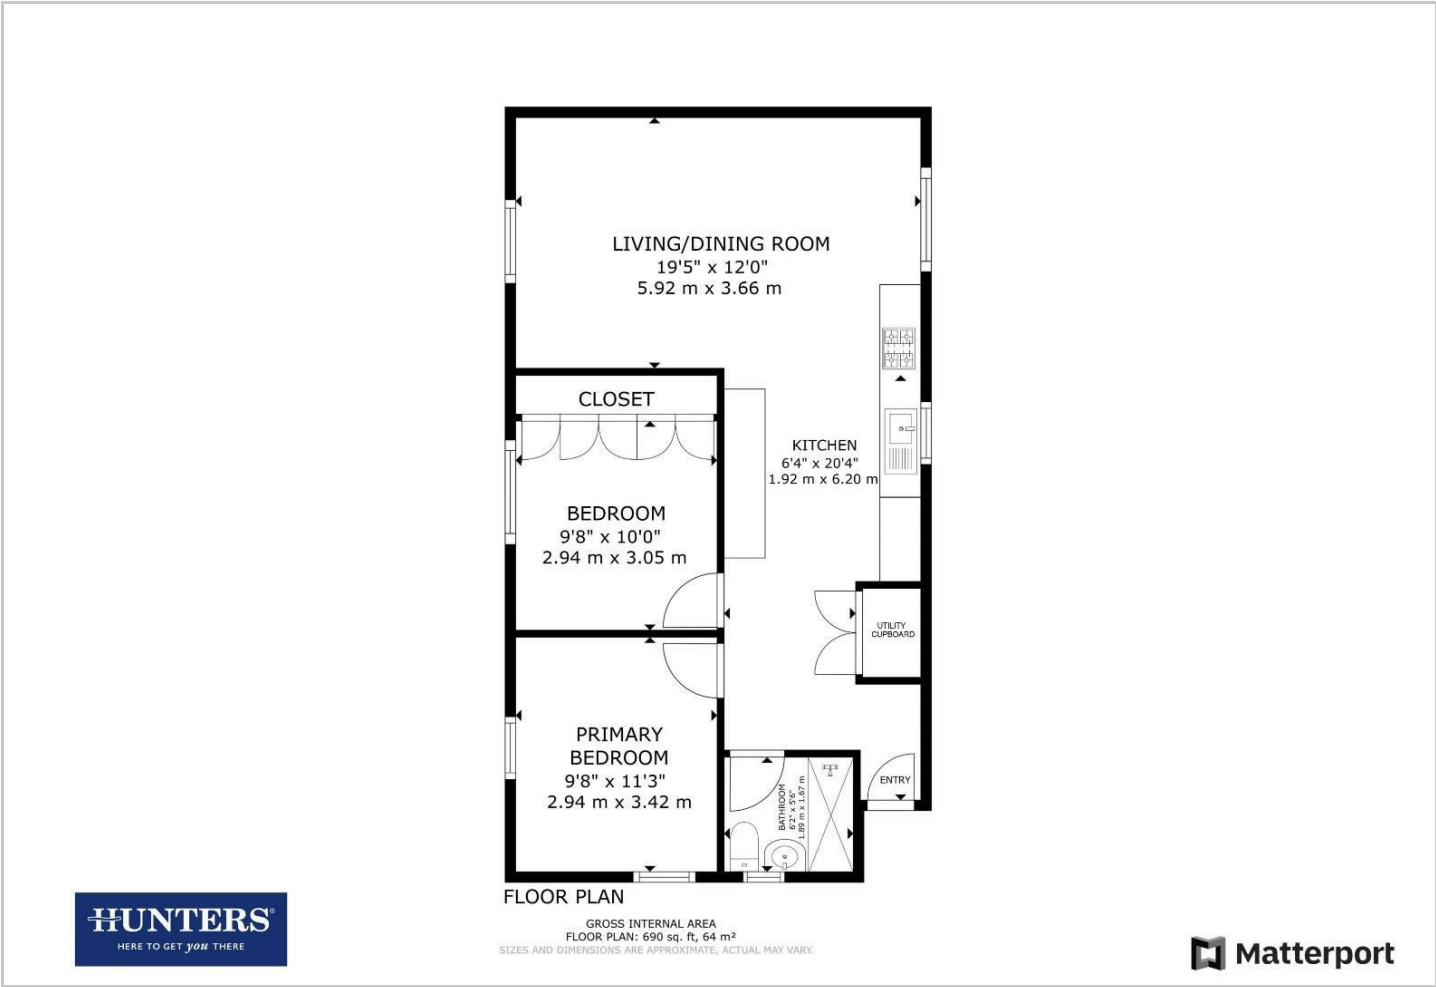 LIVING/DINING ROOM
19'5" x 12'0"
5.92 m x 3.66 m
CLOSET
KITCHEN
6'4" x 20'4"
1.92 m x 6.20 m
BEDROOM
9'8" x 10'0"
2.94 m x 3.05 m
UTILITY
CUPBOARD
PRIMARY
BEDROOM
9'8" x 11'3"
2.94 m x 3.42 m
BATHROOM
6'2" x 5'6"
1.89 m x 1.67 m
ENTRY
FLOOR PLAN
GROSS INTERNAL AREA
FLOOR PLAN: 690 sq. ft, 64 m²
SIZES AND DIMENSIONS ARE APPROXIMATE, ACTUAL MAY VARY.
HUNTERS®
HERE TO GET you THERE
Matterport